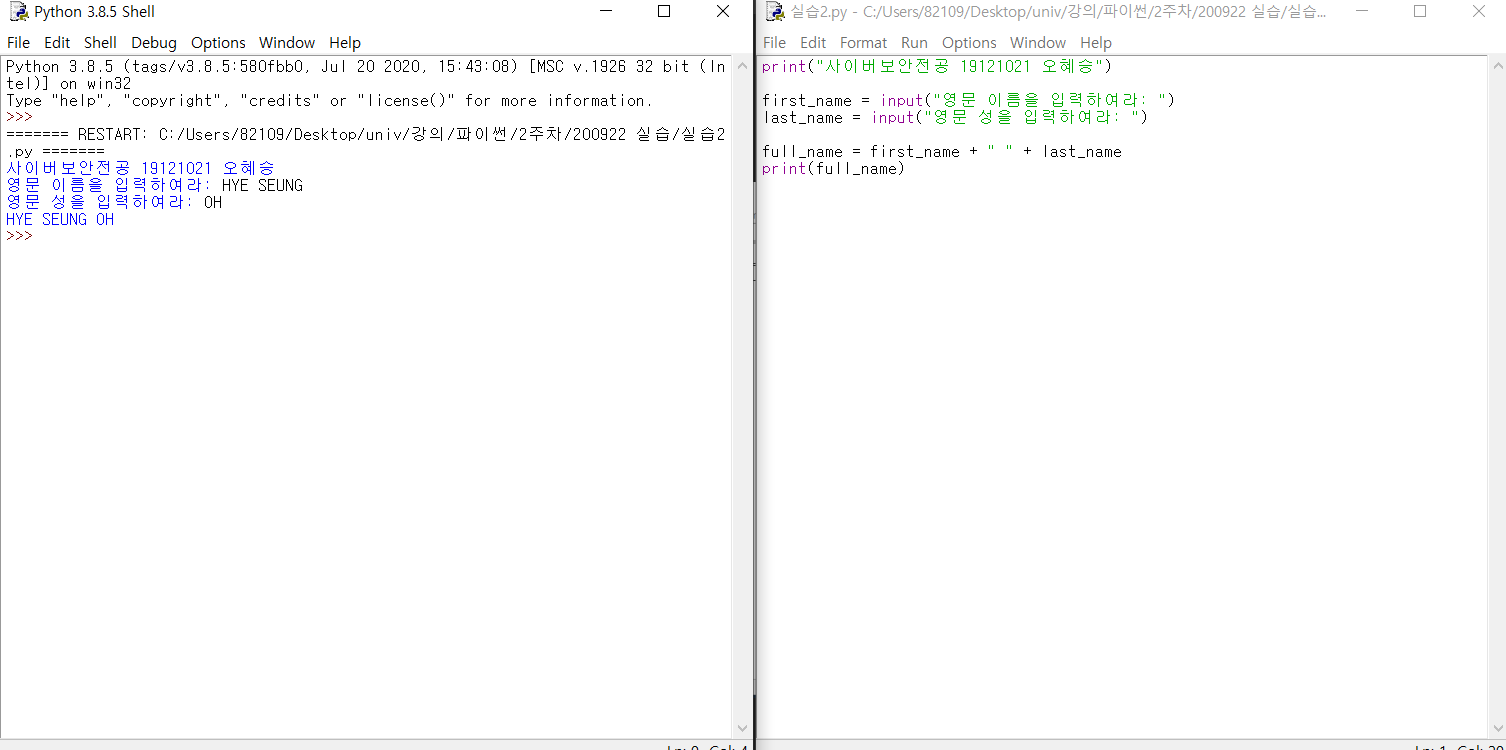 Python 3.8.5 Shell
File Edit Shell Debug Options Window Help
Python 3.8.5 (tags/v3.8.5:580fbb0, Jul 20 2020, 15:43:08) [MSC v.1926 32 bit (In
tel)] on win32
Type "help", "copyright", "credits" or "license()" for more information.
>>>
======= RESTART: C:/Users/82109/Desktop/univ/강의/파이썬/2주차/200922 실습/실습2
.py =======
사이버보안전공 19121021 오혜승
영문 이름을 입력하여라: HYE SEUNG
영문 성을 입력하여라: OH
HYE SEUNG OH
>>>
실습2.py - C:/Users/82109/Desktop/univ/강의/파이썬/2주차/200922 실습/실습...
File Edit Format Run Options Window Help
print("사이버보안전공 19121021 오혜승")
first_name = input("영문 이름을 입력하여라: ")
last_name = input("영문 성을 입력하여라: ")
full_name = first_name + " " + last_name
print(full_name)